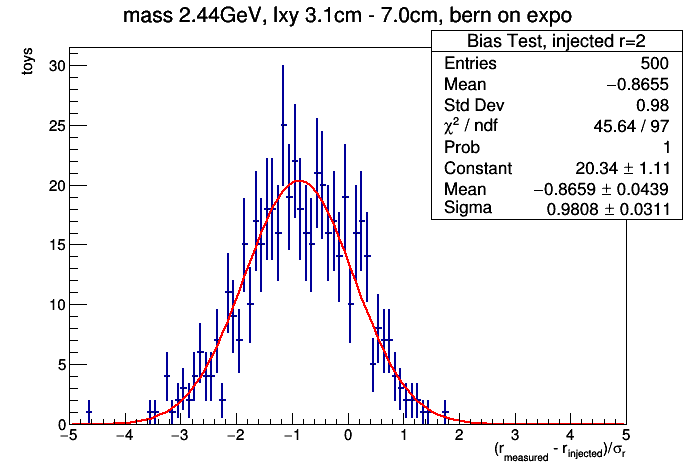 mass 2.44GeV, lxy 3.1cm - 7.0cm, bern on expo
Bias Test, injected r=2
Entries 500
Mean −0.8655
Std Dev 0.98
χ² / ndf 45.64 / 97
Prob 1
Constant 20.34 ± 1.11
Mean −0.8659 ± 0.0439
Sigma 0.9808 ± 0.0311
toys
30
25
20
15
10
5
0
−5 −4 −3 −2 −1 0 1 2 3 4 5
(r_measured - r_injected)/σ_r